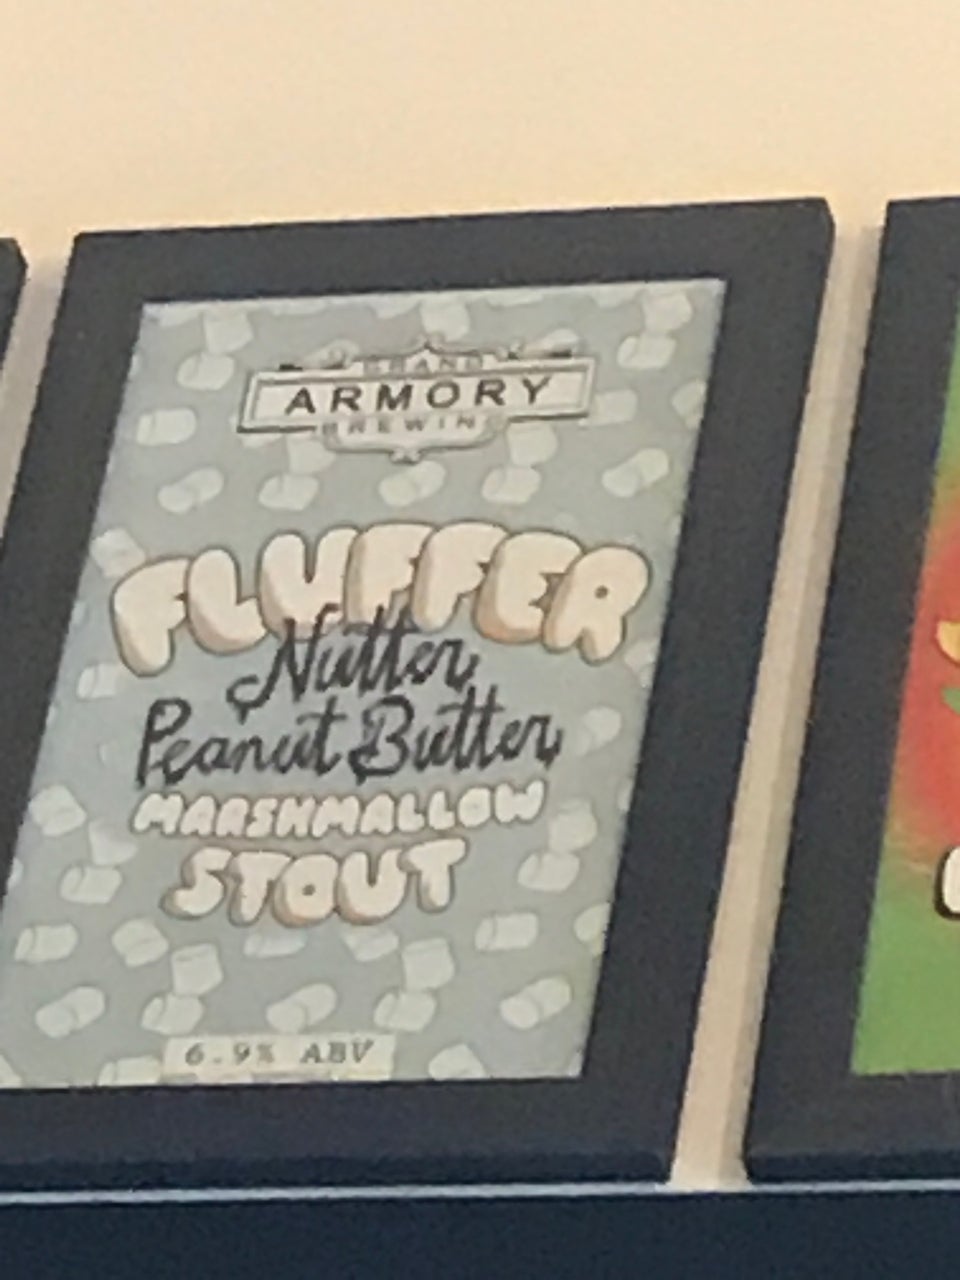 GRAND
ARMORY
BREWING
FLUFFER
Nutter
Peanut Butter
MARSHMALLOW
STOUT
6.9% ABV